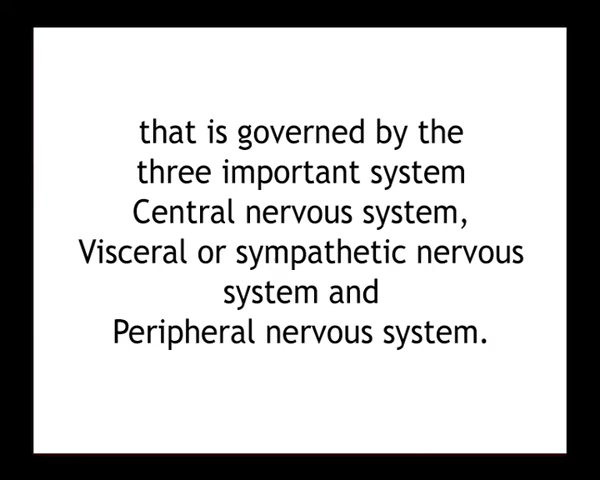 that is governed by the
three important system
Central nervous system,
Visceral or sympathetic nervous
system and
Peripheral nervous system.